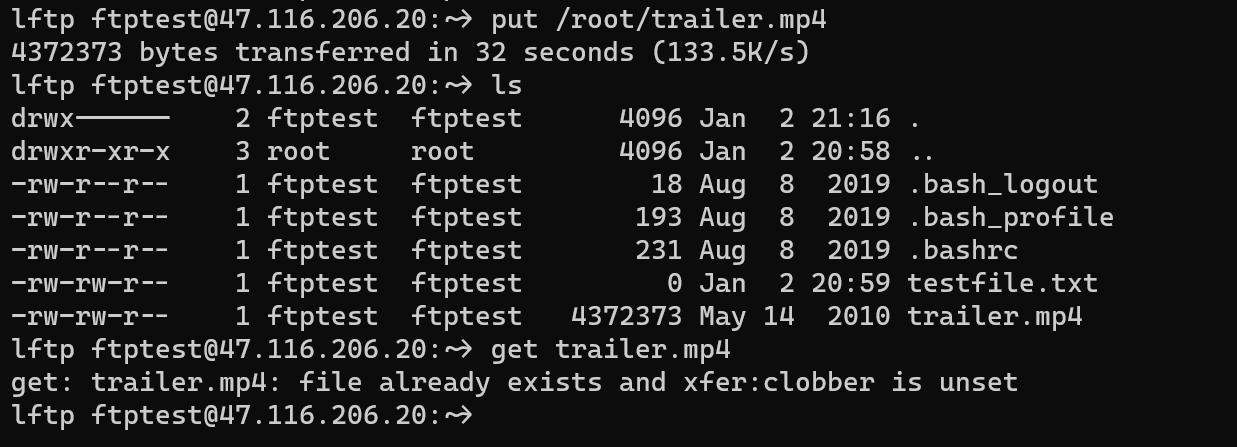 lftp ftptest@47.116.206.20:~> put /root/trailer.mp4
4372373 bytes transferred in 32 seconds (133.5K/s)
lftp ftptest@47.116.206.20:~> ls
drwx------    2 ftptest  ftptest      4096 Jan  2 21:16 .
drwxr-xr-x    3 root     root         4096 Jan  2 20:58 ..
-rw-r--r--    1 ftptest  ftptest        18 Aug  8  2019 .bash_logout
-rw-r--r--    1 ftptest  ftptest       193 Aug  8  2019 .bash_profile
-rw-r--r--    1 ftptest  ftptest       231 Aug  8  2019 .bashrc
-rw-rw-r--    1 ftptest  ftptest         0 Jan  2 20:59 testfile.txt
-rw-rw-r--    1 ftptest  ftptest   4372373 May 14  2010 trailer.mp4
lftp ftptest@47.116.206.20:~> get trailer.mp4
get: trailer.mp4: file already exists and xfer:clobber is unset
lftp ftptest@47.116.206.20:~>